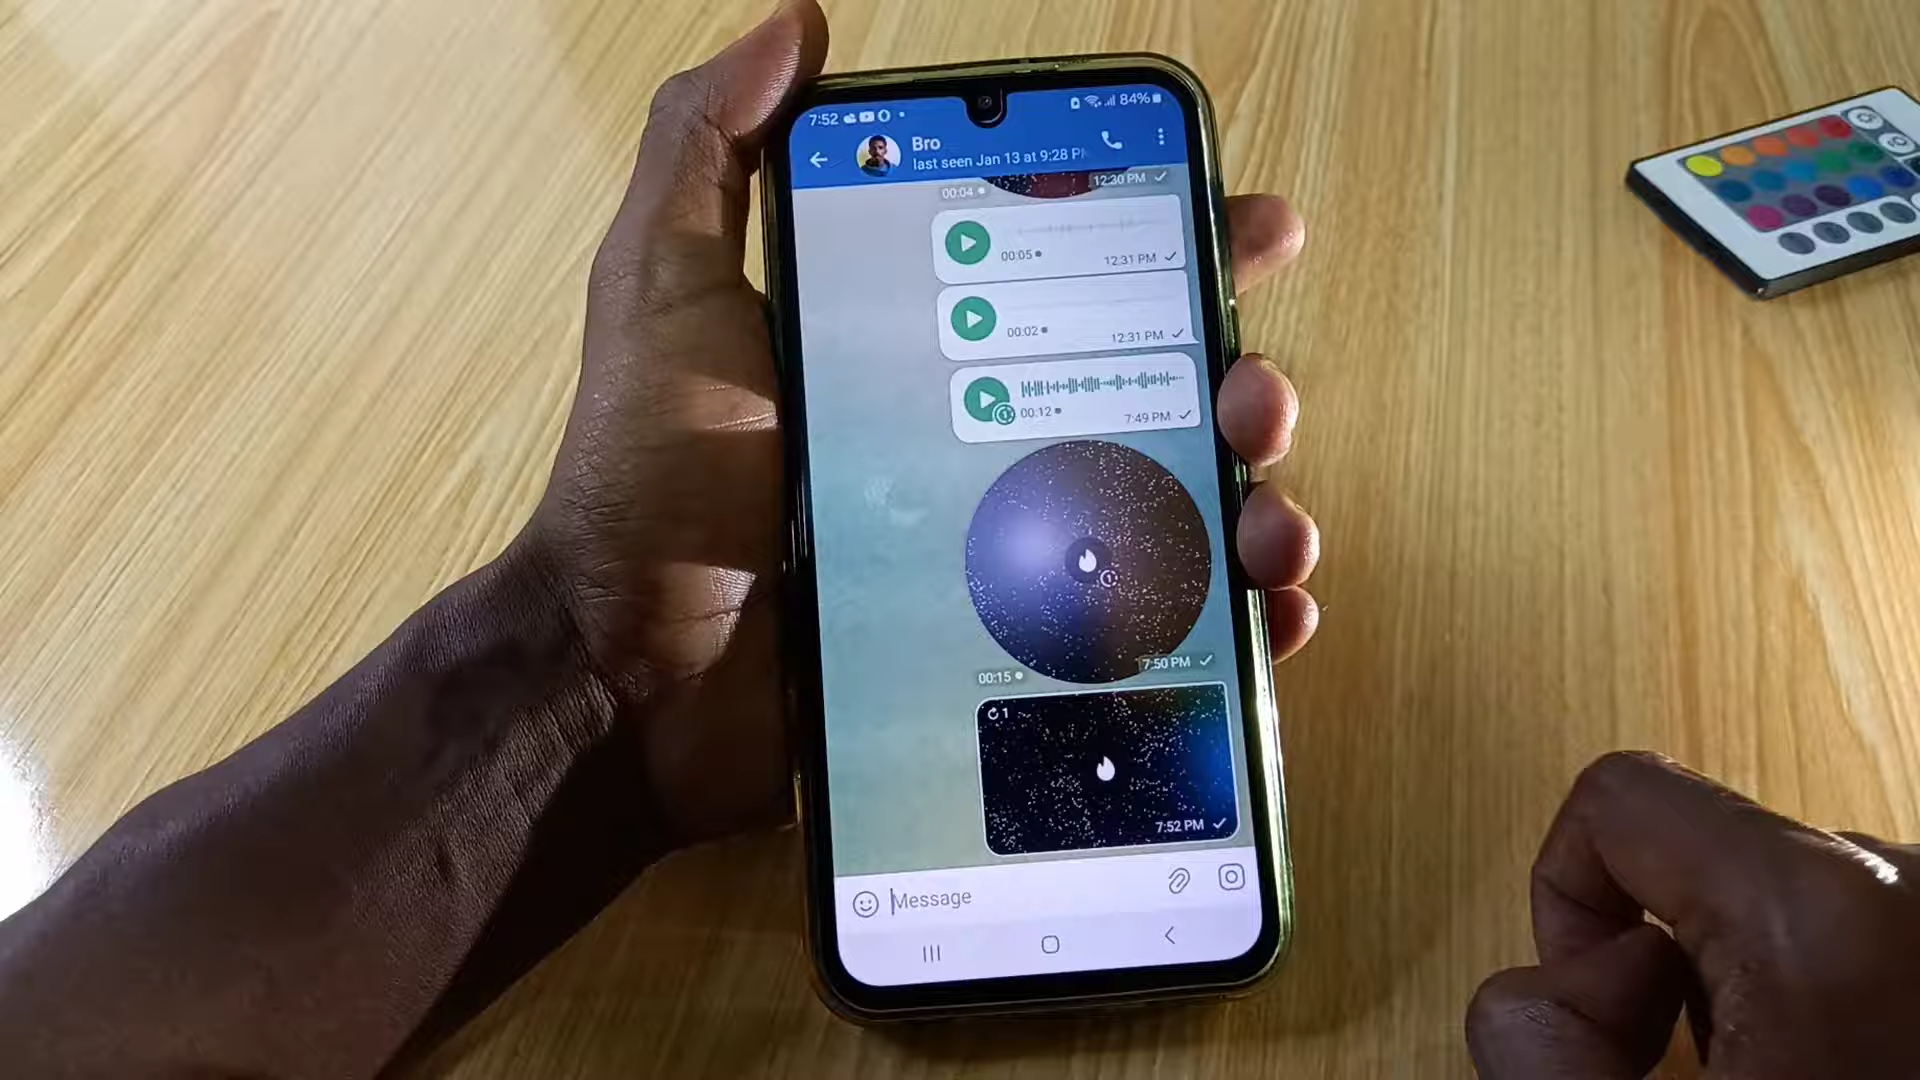 7:52 84%
Bro
last seen Jan 13 at 9:28 P
00:04 12:30 PM
00:05 12:31 PM
00:02 12:31 PM
1 00:12 7:49 PM
1
00:15 7:50 PM
1
7:52 PM
Message